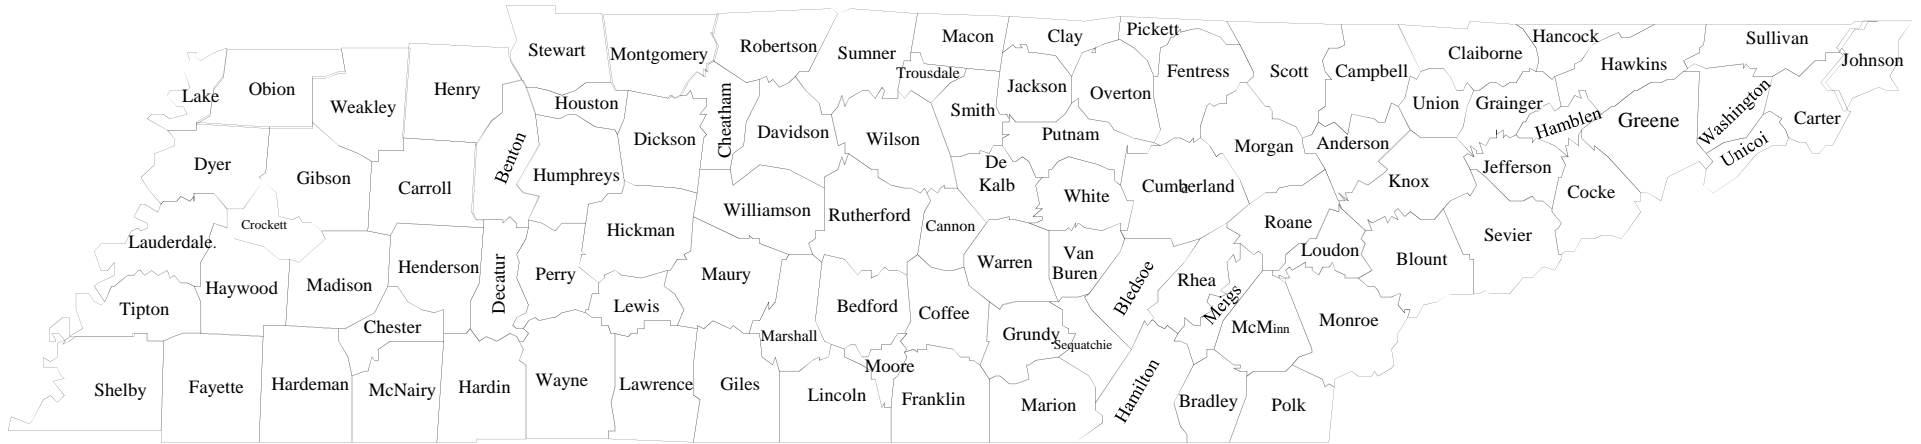 Stewart
Montgomery
Robertson
Sumner
Macon
Clay
Pickett
Hancock
Claiborne
Sullivan
Hawkins
Johnson
Lake
Obion
Weakley
Henry
Houston
Cheatham
Trousdale
Jackson
Overton
Fentress
Scott
Campbell
Union
Grainger
Hamblen
Greene
Washington
Unicoi
Carter
Dyer
Gibson
Carroll
Benton
Humphreys
Dickson
Davidson
Wilson
Smith
Putnam
De
Kalb
White
Cumberland
Morgan
Anderson
Knox
Jefferson
Cocke
Lauderdale.
Crockett
Hickman
Williamson
Rutherford
Cannon
Roane
Loudon
Sevier
Blount
Tipton
Haywood
Madison
Henderson
Decatur
Perry
Lewis
Maury
Warren
Van
Buren
Bledsoe
Rhea
Meigs
Chester
Marshall
Bedford
Coffee
Grundy
Sequatchie
McMinn
Monroe
Shelby
Fayette
Hardeman
McNairy
Hardin
Wayne
Lawrence
Giles
Lincoln
Moore
Franklin
Marion
Hamilton
Bradley
Polk